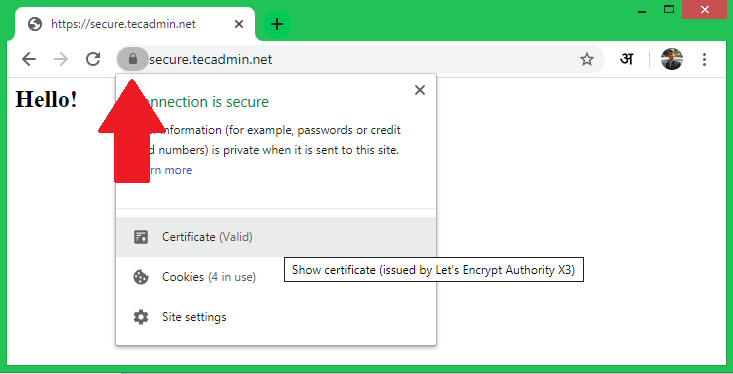 https://secure.tecadmin.net
secure.tecadmin.net
अ
Hello!
onnection is secure
information (for example, passwords or credit
numbers) is private when it is sent to this site.
more
Certificate (Valid)
Show certificate (issued by Let's Encrypt Authority X3)
Cookies (4 in use)
Site settings